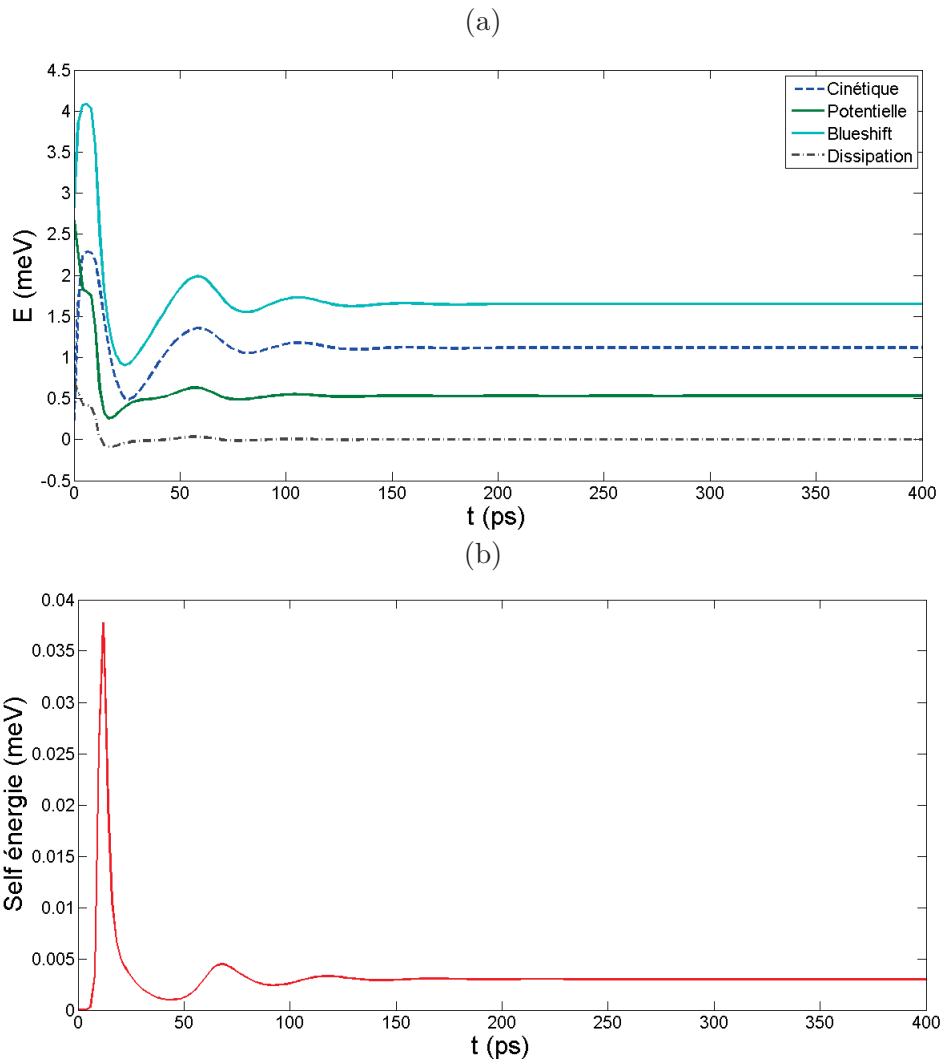 (a)
4.5
4
3.5
3
2.5
2
1.5
1
0.5
0
-0.5
E (meV)
Cinétique
Potentielle
Blueshift
Dissipation
0 50 100 150 200 250 300 350 400
t (ps)
(b)
0.04
0.035
0.03
0.025
0.02
0.015
0.01
0.005
0
Self énergie (meV)
0 50 100 150 200 250 300 350 400
t (ps)